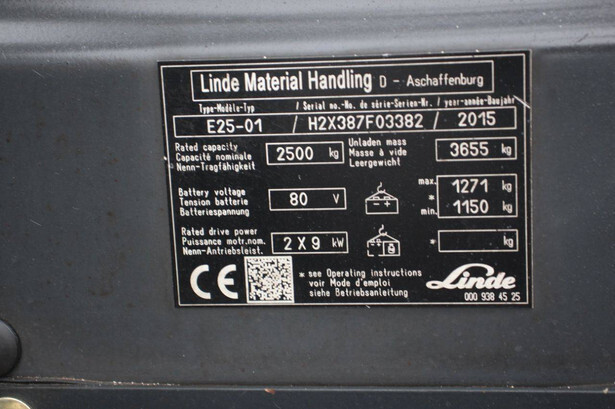 Linde Material Handling D - Aschaffenburg
Type-Modèle-Typ / Serial no.-No. de série-Serien-Nr. / year-année-Baujahr
E25-01 / H2X387F03382 / 2015
Rated capacity
Capacité nominale
Nenn-Tragfähigkeit
2500 kg
Unladen mass
Masse à vide
Leergewicht
3655 kg
Battery voltage
Tension batterie
Batteriespannung
80 V
- +
max. 1271 kg
*
min. 1150 kg
Rated drive power
Puissance motr.nom.
Nenn-Antriebsleist.
2 X 9 kW
* kg
CE
* see Operating instructions
voir Mode d'emploi
siehe Betriebsanleitung
Linde
000 938 45 25